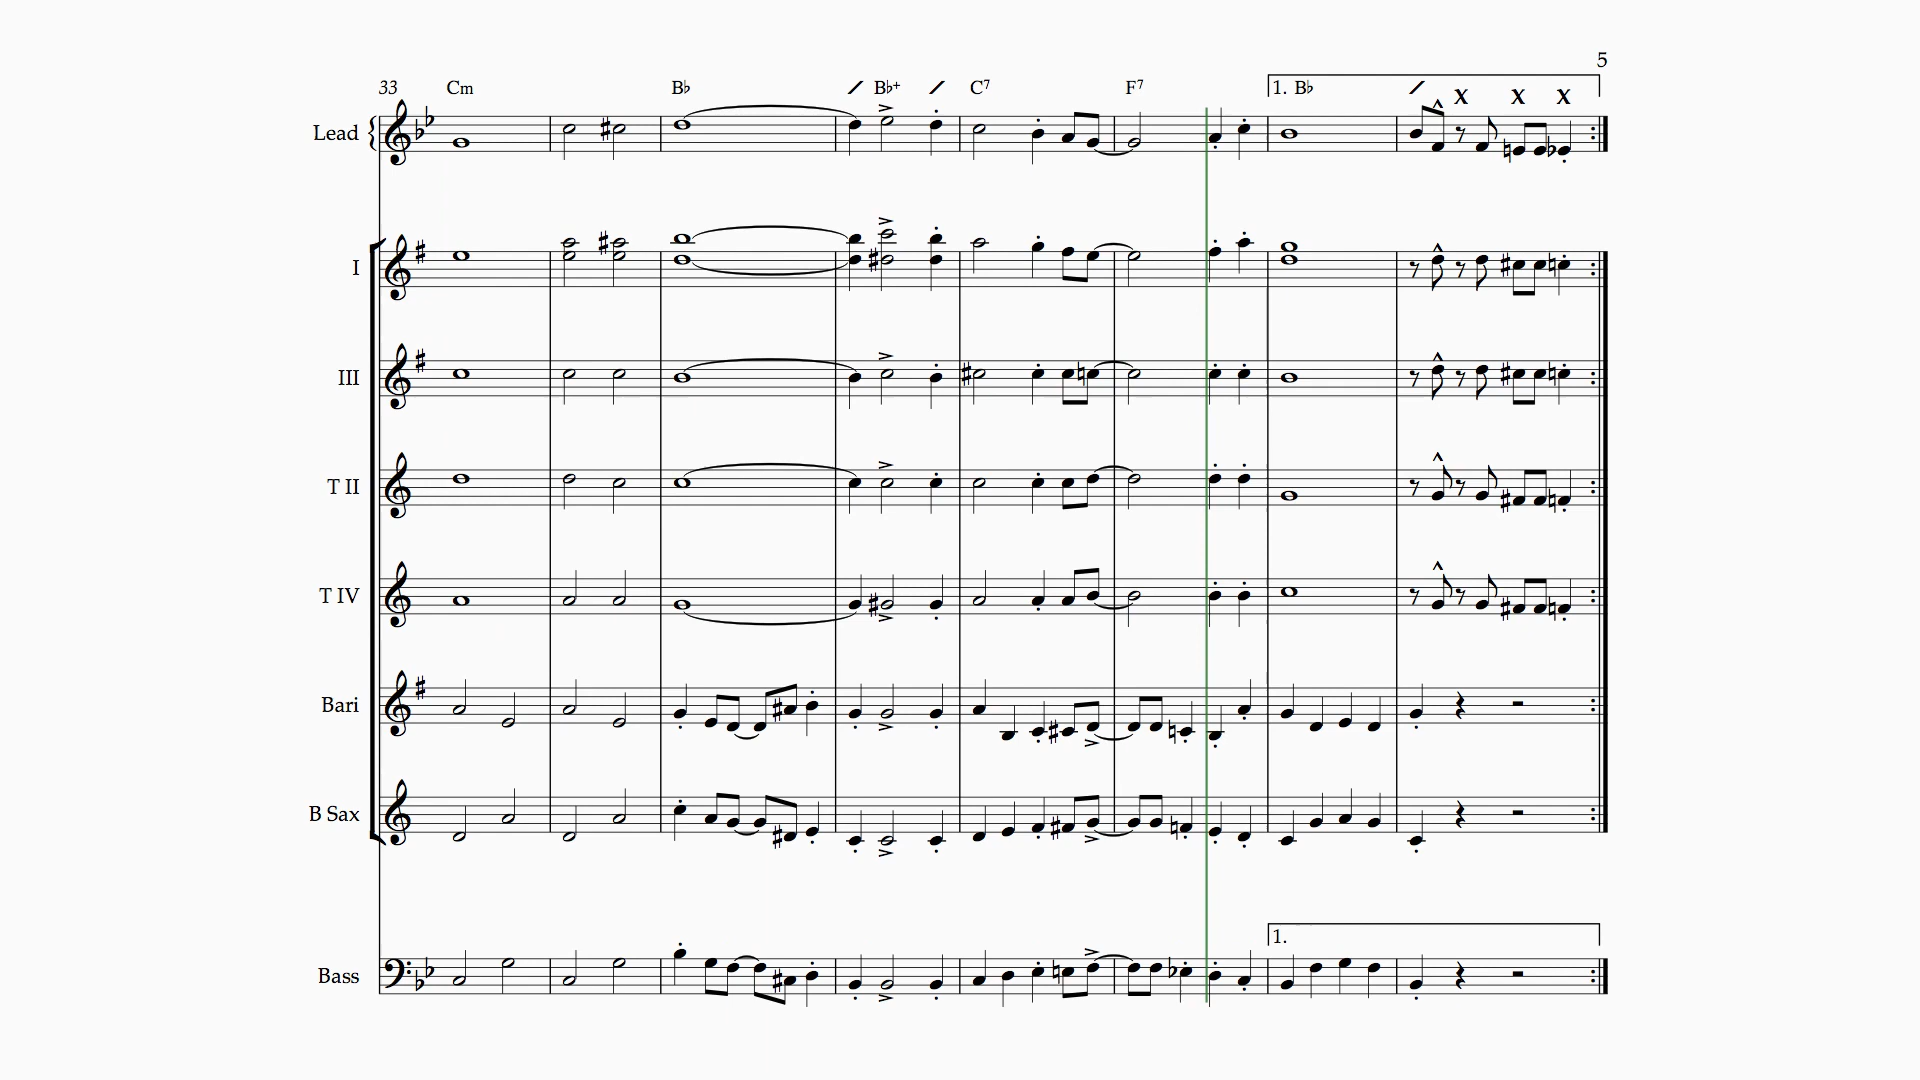 5
33 Cm B♭ B♭+ C7 F7 1. B♭
X X X
Lead
I
III
T II
T IV
Bari
B Sax
1.
Bass